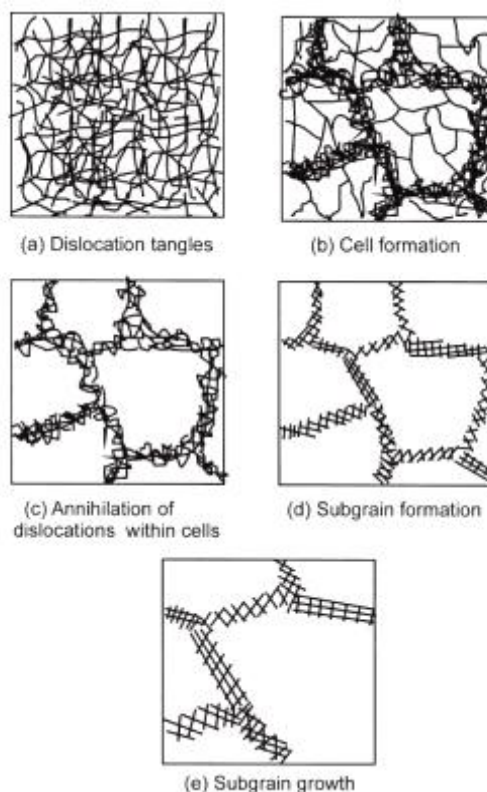 (a) Dislocation tangles
(b) Cell formation
(c) Annihilation of
dislocations within cells
(d) Subgrain formation
(e) Subgrain growth